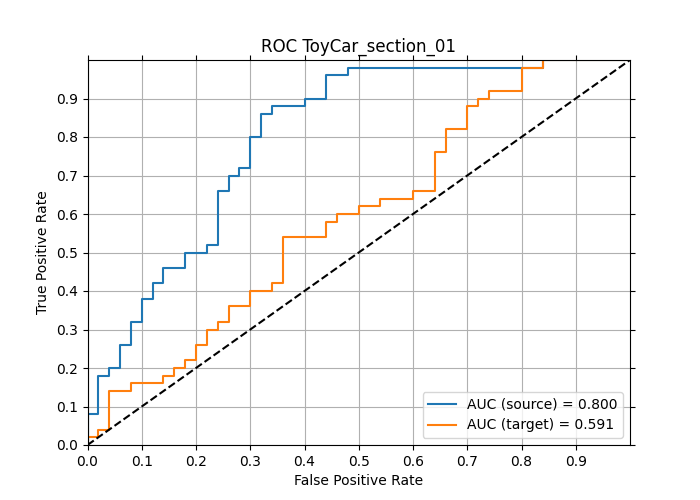 ROC ToyCar_section_01
True Positive Rate
0.9
0.8
0.7
0.6
0.5
0.4
0.3
0.2
0.1
0.0
AUC (source) = 0.800
AUC (target) = 0.591
0.0 0.1 0.2 0.3 0.4 0.5 0.6 0.7 0.8 0.9
False Positive Rate